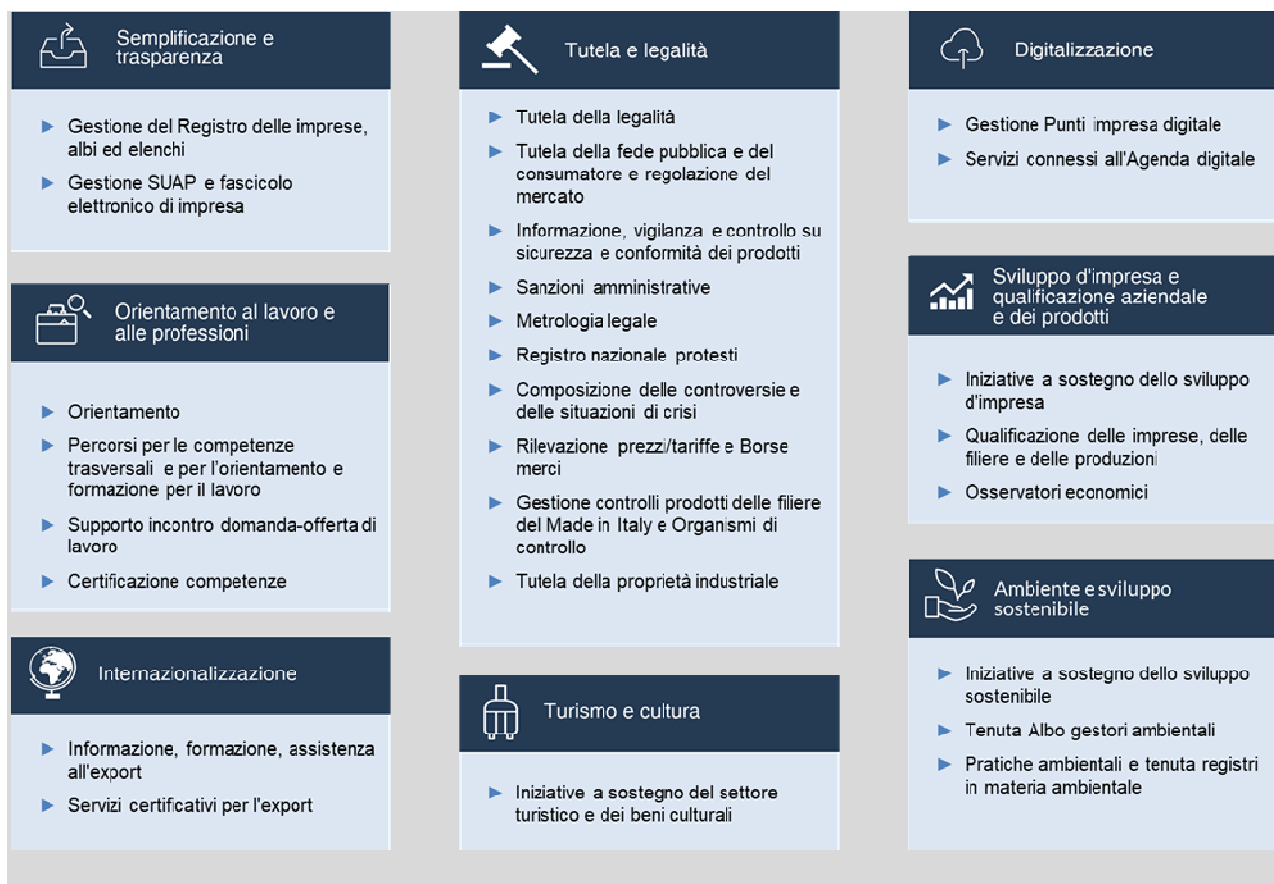 Semplificazione e
trasparenza
Gestione del Registro delle imprese,
albi ed elenchi
Gestione SUAP e fascicolo
elettronico di impresa
Orientamento al lavoro e
alle professioni
Orientamento
Percorsi per le competenze
trasversali e per l'orientamento e
formazione per il lavoro
Supporto incontro domanda-offerta di
lavoro
Certificazione competenze
Internazionalizzazione
Informazione, formazione, assistenza
all'export
Servizi certificativi per l'export
Tutela e legalità
Tutela della legalità
Tutela della fede pubblica e del
consumatore e regolazione del
mercato
Informazione, vigilanza e controllo su
sicurezza e conformità dei prodotti
Sanzioni amministrative
Metrologia legale
Registro nazionale protesti
Composizione delle controversie e
delle situazioni di crisi
Rilevazione prezzi/tariffe e Borse
merci
Gestione controlli prodotti delle filiere
del Made in Italy e Organismi di
controllo
Tutela della proprietà industriale
Turismo e cultura
Iniziative a sostegno del settore
turistico e dei beni culturali
Digitalizzazione
Gestione Punti impresa digitale
Servizi connessi all'Agenda digitale
Sviluppo d'impresa e
qualificazione aziendale
e dei prodotti
Iniziative a sostegno dello sviluppo
d'impresa
Qualificazione delle imprese, delle
filiere e delle produzioni
Osservatori economici
Ambiente e sviluppo
sostenibile
Iniziative a sostegno dello sviluppo
sostenibile
Tenuta Albo gestori ambientali
Pratiche ambientali e tenuta registri
in materia ambientale